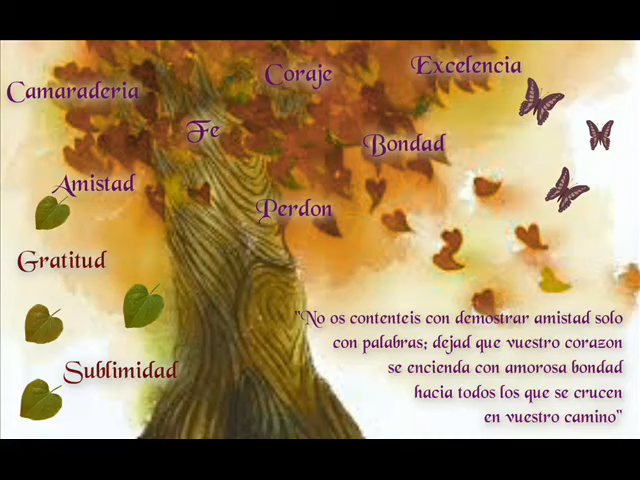 Excelencia
Coraje
Camaraderia
Fe
Bondad
Amistad
Perdon
Gratitud
Sublimidad
"No os contenteis con demostrar amistad solo
con palabras; dejad que vuestro corazon
se encienda con amorosa bondad
hacia todos los que se crucen
en vuestro camino"